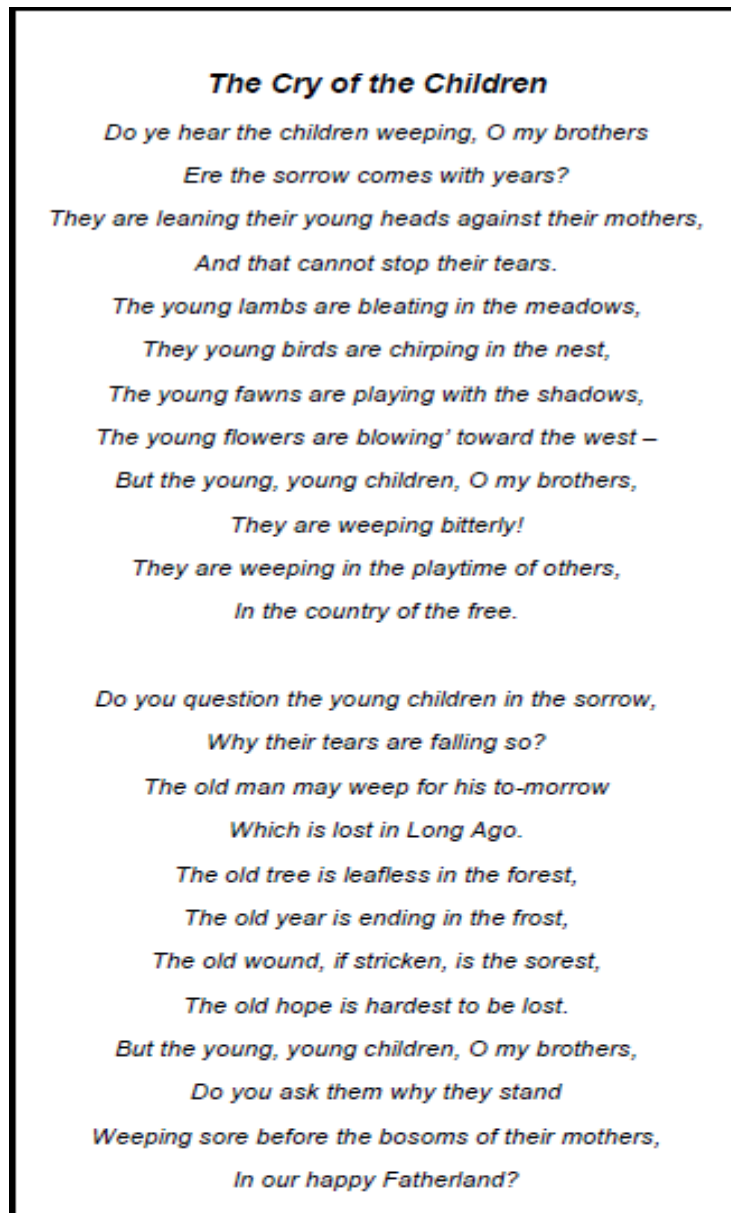 The Cry of the Children
Do ye hear the children weeping, O my brothers
Ere the sorrow comes with years?
They are leaning their young heads against their mothers,
And that cannot stop their tears.
The young lambs are bleating in the meadows,
They young birds are chirping in the nest,
The young fawns are playing with the shadows,
The young flowers are blowing’ toward the west –
But the young, young children, O my brothers,
They are weeping bitterly!
They are weeping in the playtime of others,
In the country of the free.
Do you question the young children in the sorrow,
Why their tears are falling so?
The old man may weep for his to-morrow
Which is lost in Long Ago.
The old tree is leafless in the forest,
The old year is ending in the frost,
The old wound, if stricken, is the sorest,
The old hope is hardest to be lost.
But the young, young children, O my brothers,
Do you ask them why they stand
Weeping sore before the bosoms of their mothers,
In our happy Fatherland?